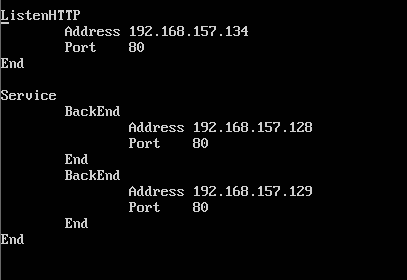 ListenHTTP
        Address 192.168.157.134
        Port    80
End

Service
        BackEnd
                Address 192.168.157.128
                Port    80
        End
        BackEnd
                Address 192.168.157.129
                Port    80
        End
End